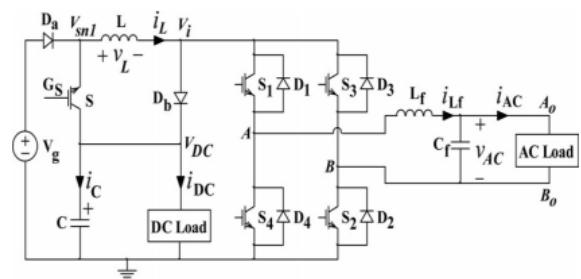 Da
Vsn1
L
iL
Vi
+ vL −
GS
S
Db
S1
D1
S3
D3
Lf
iLf
iAC
Ao
A
Vg
+
−
VDC
B
Cf
+
vAC
−
AC Load
Bo
iC
iDC
C
+
DC Load
S4
D4
S2
D2